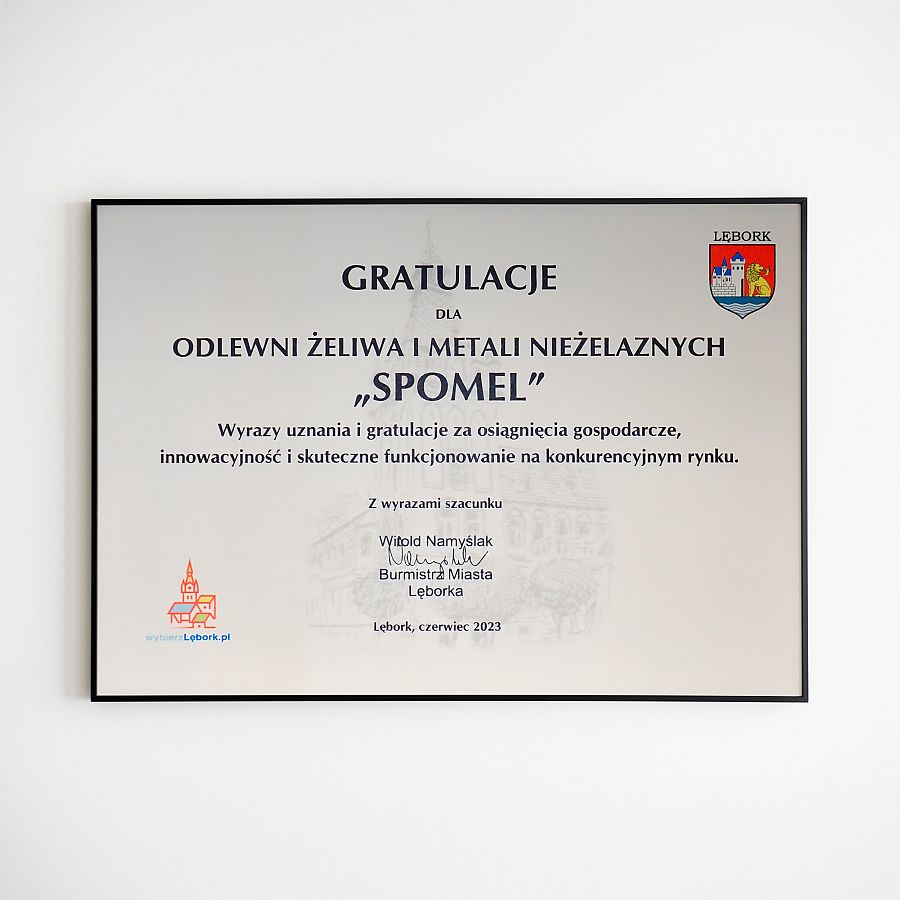 LĘBORK
GRATULACJE
DLA
ODLEWNI ŻELIWA I METALI NIEŻELAZNYCH
„SPOMEL”
Wyrazy uznania i gratulacje za osiągnięcia gospodarcze,
innowacyjność i skuteczne funkcjonowanie na konkurencyjnym rynku.
Z wyrazami szacunku
Witold Namyślak
Burmistrz Miasta
Lęborka
Lębork, czerwiec 2023
wybierzLębork.pl